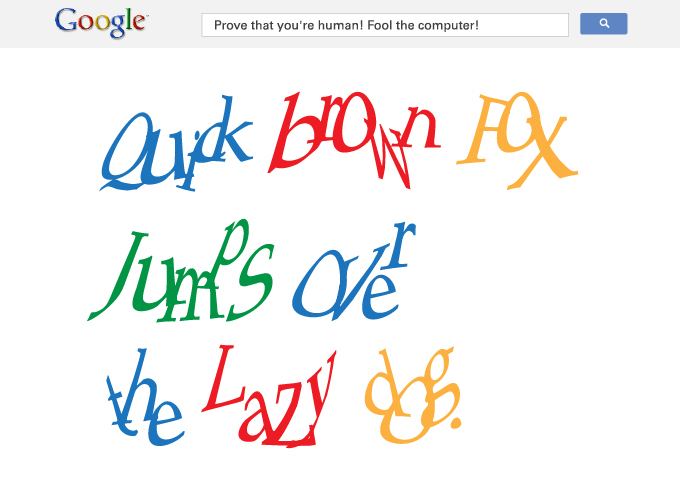 Google Prove that you're human! Fool the computer!
Quick brown Fox
Jumps Over
the Lazy dog.